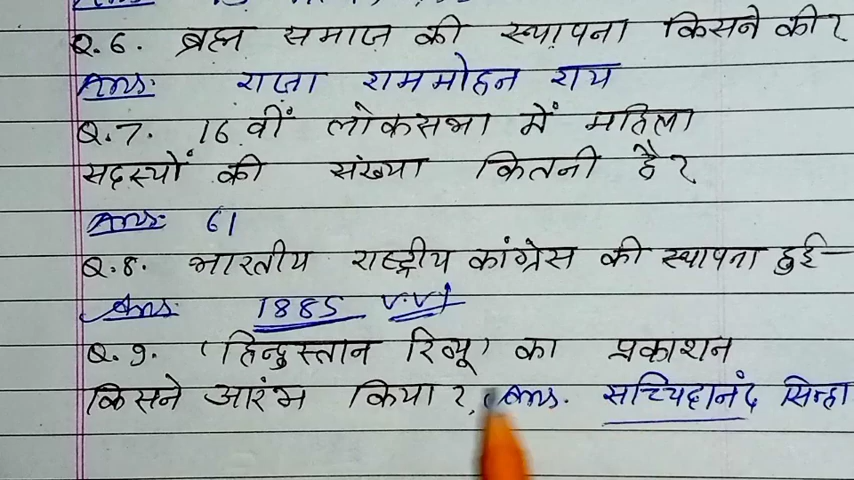 Q.6. ब्रह्म समाज की स्थापना किसने की?
Ans: राजा राममोहन राय
Q.7. 16 वीं लोकसभा में महिला
सदस्यों की संख्या कितनी है?
Ans: 61
Q.8. भारतीय राष्ट्रीय कांग्रेस की स्थापना हुई-
Ans. 1885 V.V.I
Q.9. 'हिन्दुस्तान रिव्यू' का प्रकाशन
किसने आरंभ किया? Ans. सच्चिदानंद सिन्हा